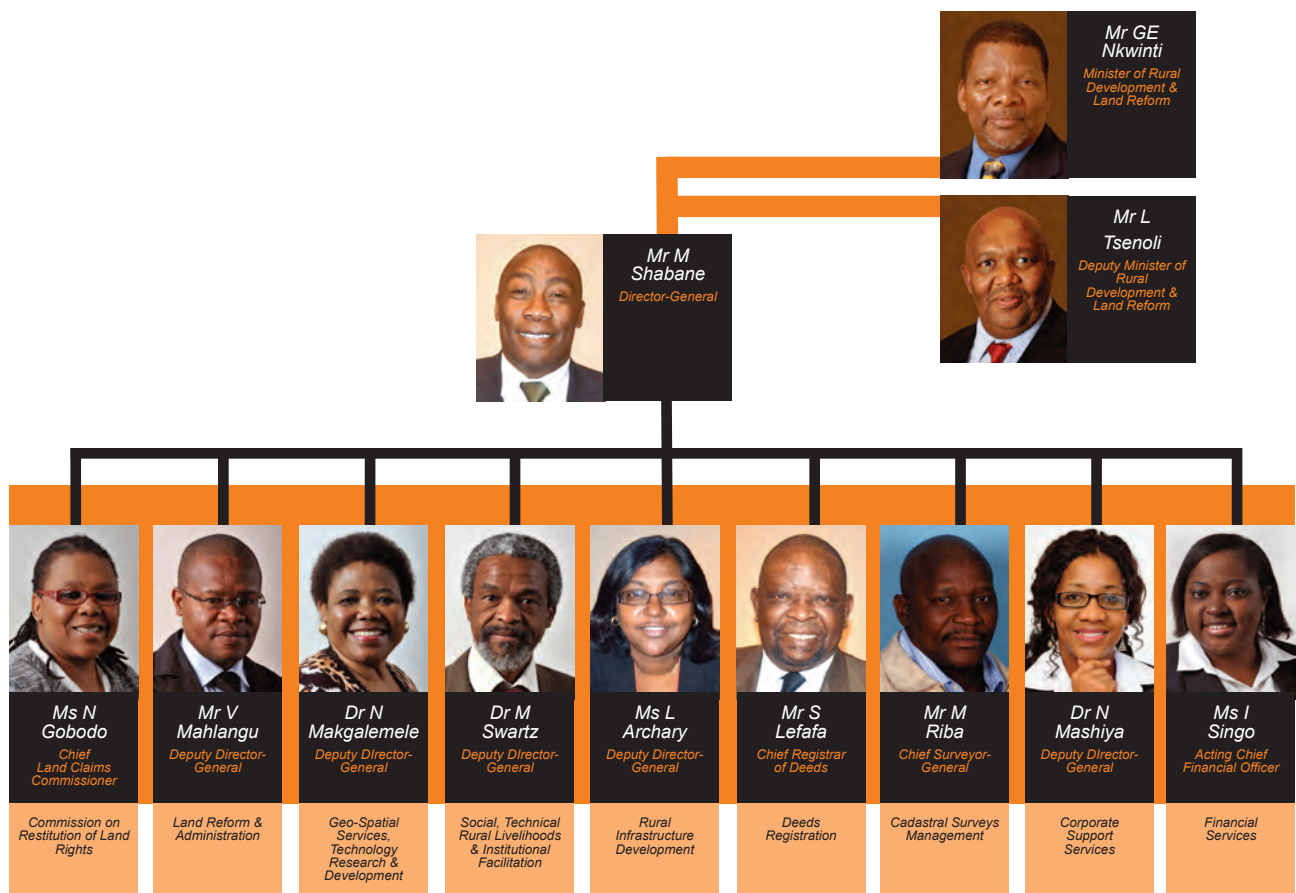 Mr GE
Nkwinti
Minister of Rural
Development &
Land Reform
Mr L
Tsenoli
Deputy Minister of
Rural
Development &
Land Reform
Mr M
Shabane
Director-General
Ms N
Gobodo
Chief
Land Claims
Commissioner
Commission on
Restitution of Land
Rights
Mr V
Mahlangu
Deputy Director-
General
Land Reform &
Administration
Dr N
Makgalemele
Deputy DIrector-
General
Geo-Spatial
Services,
Technology
Research &
Development
Dr M
Swartz
Deputy DIrector-
General
Social, Technical
Rural Livelihoods
& Institutional
Facilitation
Ms L
Archary
Deputy DIrector-
General
Rural
Infrastructure
Development
Mr S
Lefafa
Chief Registrar
of Deeds
Deeds
Registration
Mr M
Riba
Chief Surveyor-
General
Cadastral Surveys
Management
Dr N
Mashiya
Deputy DIrector-
General
Corporate
Support
Services
Ms I
Singo
Acting Chief
Financial Officer
Financial
Services